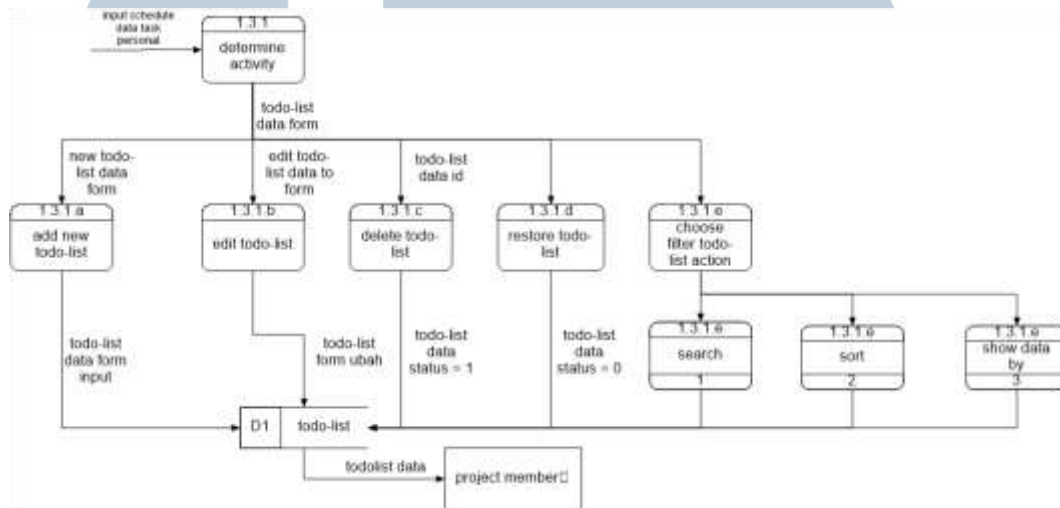 input schedule
data task
personal
1.3.1
determine
activity
todo-list
data form
new todo-
list data
form
edit todo-
list data to
form
todo-list
data id
1.3.1.a
add new
todo-list
1.3.1.b
edit todo-list
1.3.1.c
delete todo-
list
1.3.1.d
restore todo-
list
1.3.1.e
choose
filter todo-
list action
1.3.1.e
search
1
1.3.1.e
sort
2
1.3.1.e
show data
by
3
todo-list
data form
input
todo-list
form ubah
todo-list
data
status = 1
todo-list
data
status = 0
D1
todo-list
todolist data
project member